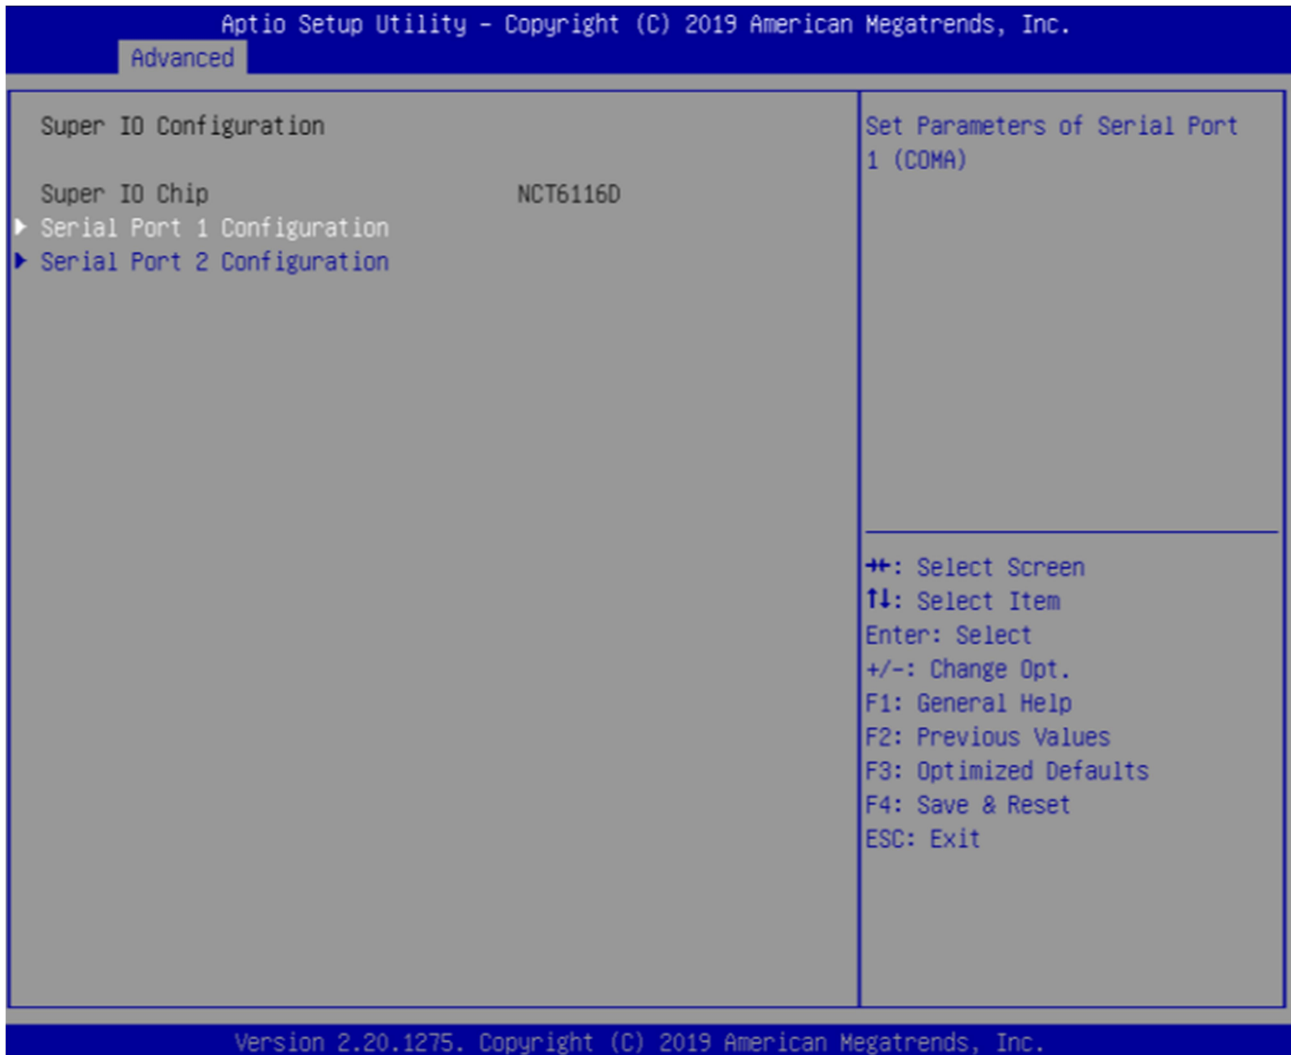 Aptio Setup Utility – Copyright (C) 2019 American Megatrends, Inc.
Advanced
Super IO Configuration
Super IO Chip NCT6116D
Serial Port 1 Configuration
Serial Port 2 Configuration
Set Parameters of Serial Port
1 (COMA)
→←: Select Screen
↑↓: Select Item
Enter: Select
+/-: Change Opt.
F1: General Help
F2: Previous Values
F3: Optimized Defaults
F4: Save & Reset
ESC: Exit
Version 2.20.1275. Copyright (C) 2019 American Megatrends, Inc.